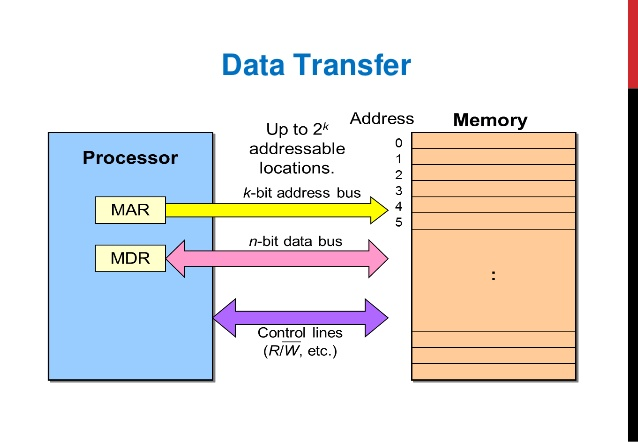 Data Transfer
Processor
MAR
MDR
Up to 2ᵏ
addressable
locations.
k-bit address bus
n-bit data bus
Control lines
(R/W̅, etc.)
Address
0
1
2
3
4
5
Memory
: